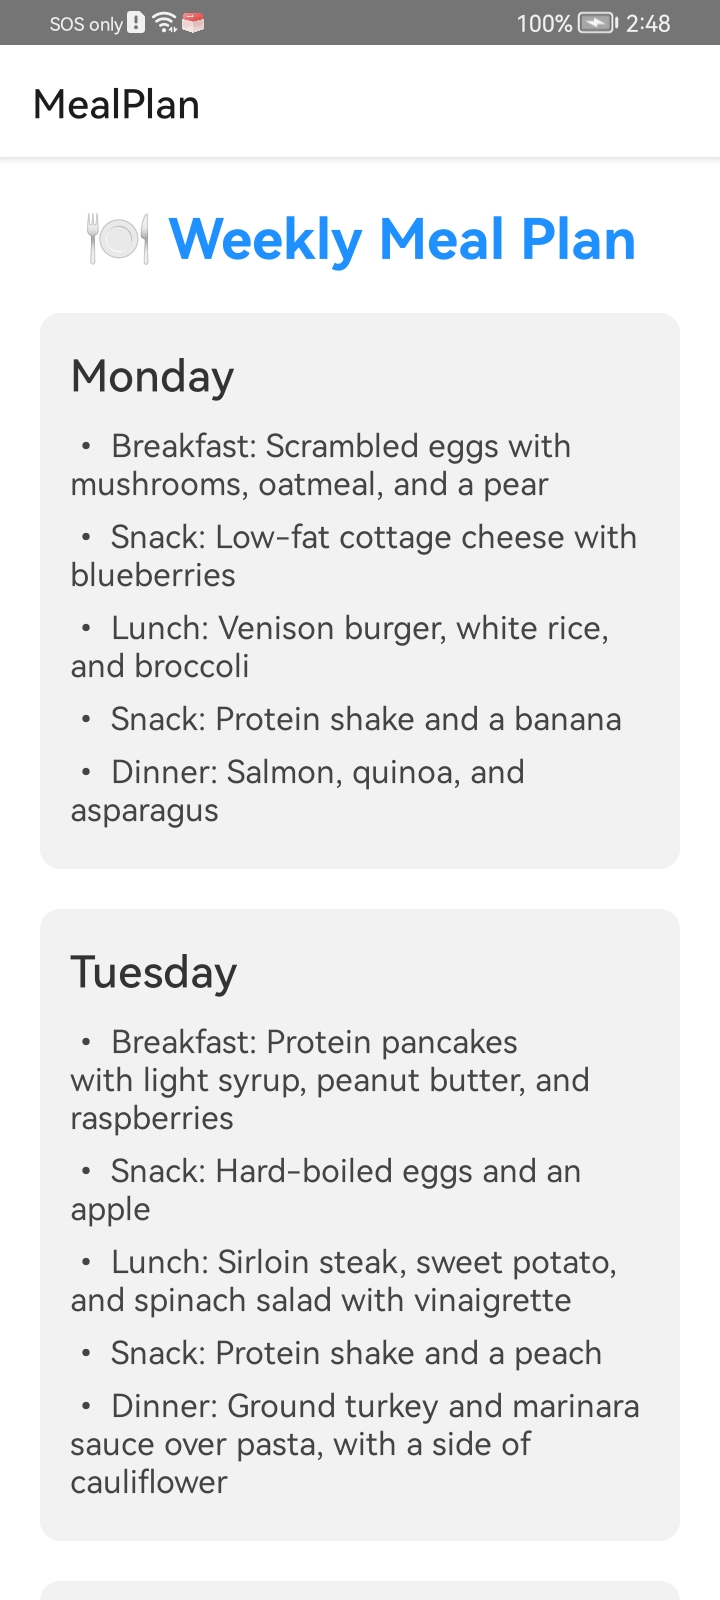 SOS only 100% 2:48
MealPlan
🍽️ Weekly Meal Plan
Monday
• Breakfast: Scrambled eggs with
mushrooms, oatmeal, and a pear
• Snack: Low-fat cottage cheese with
blueberries
• Lunch: Venison burger, white rice,
and broccoli
• Snack: Protein shake and a banana
• Dinner: Salmon, quinoa, and
asparagus
Tuesday
• Breakfast: Protein pancakes
with light syrup, peanut butter, and
raspberries
• Snack: Hard-boiled eggs and an
apple
• Lunch: Sirloin steak, sweet potato,
and spinach salad with vinaigrette
• Snack: Protein shake and a peach
• Dinner: Ground turkey and marinara
sauce over pasta, with a side of
cauliflower